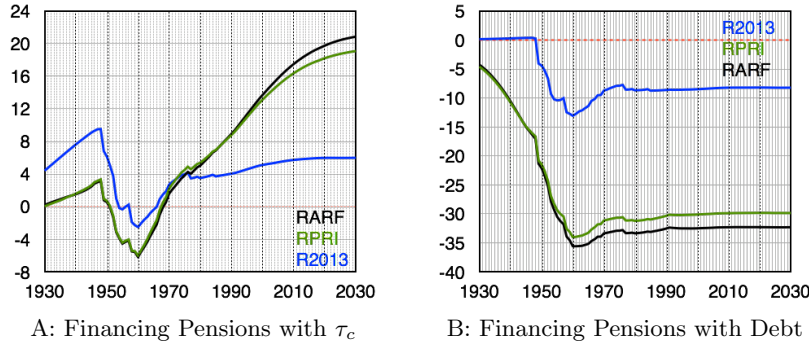 24
20
16
12
8
4
0
-4
-8
RARF
RPRI
R2013
1930 1950 1970 1990 2010 2030
A: Financing Pensions with τc
5
0
-5
-10
-15
-20
-25
-30
-35
-40
R2013
RPRI
RARF
1930 1950 1970 1990 2010 2030
B: Financing Pensions with Debt